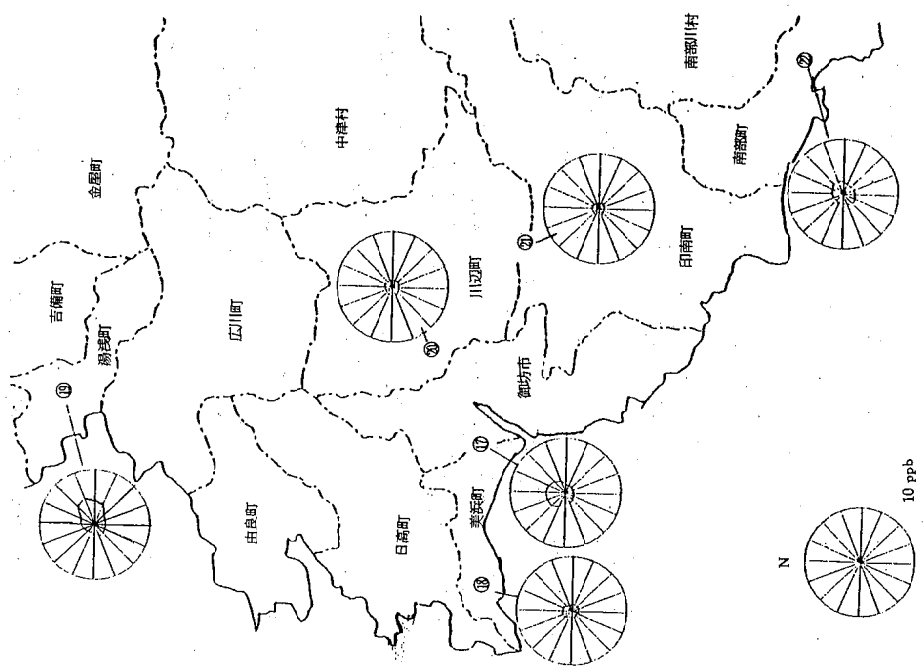 金屋町
吉備町
湯浅町
⑲
広川町
中津村
由良町
日高町
川辺町
⑳
㉑
南部川村
南部町
㉒
印南町
御坊市
美浜町
⑰
⑱
N
10 ppb